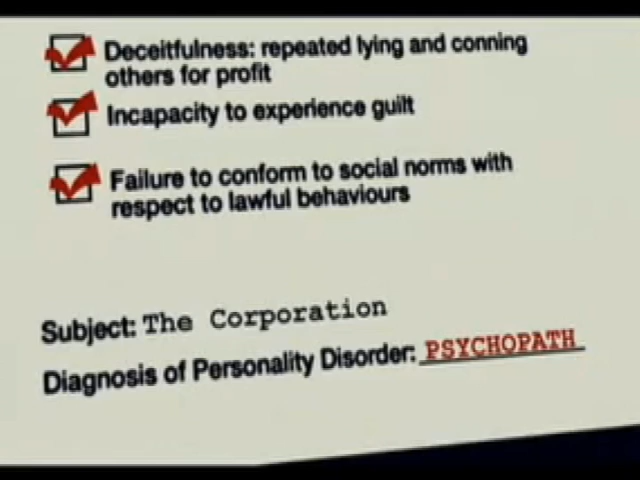 Deceitfulness: repeated lying and conning
others for profit
Incapacity to experience guilt
Failure to conform to social norms with
respect to lawful behaviours
Subject: The Corporation
Diagnosis of Personality Disorder: PSYCHOPATH